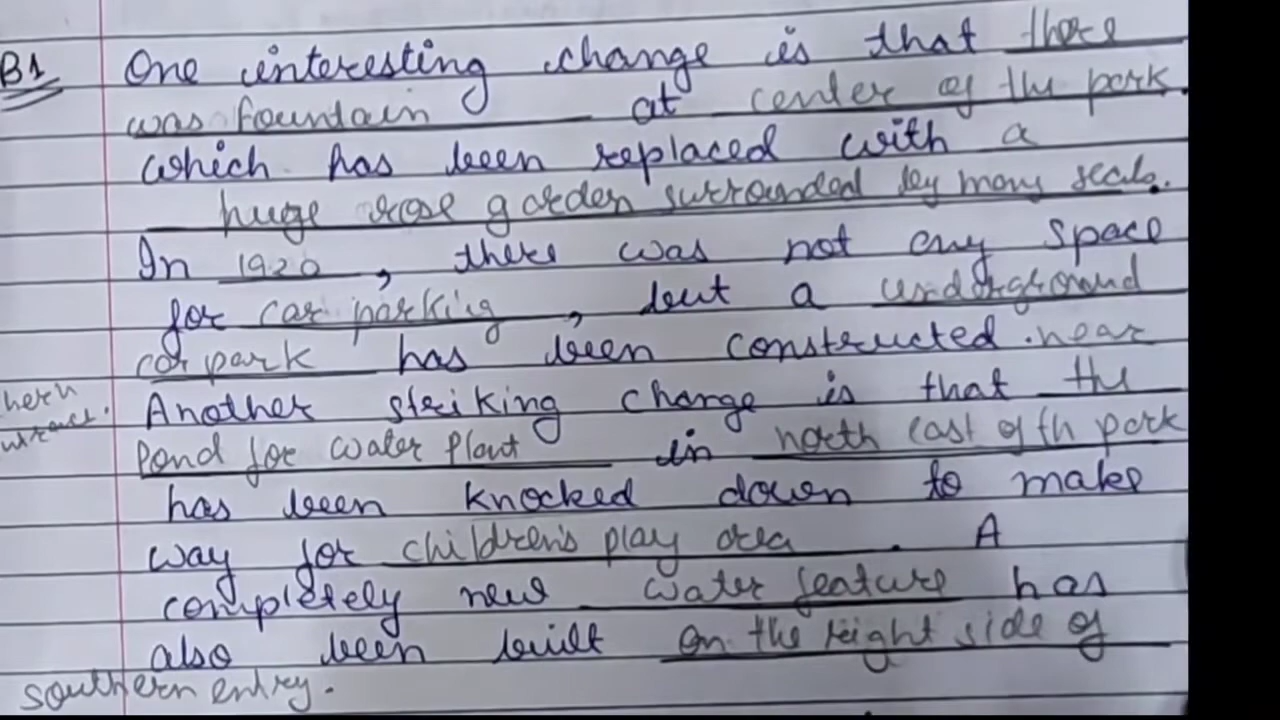 B1 One interesting change is that there
was fountain at center of the park.
which has been replaced with a
huge rose garden surrounded by many seats.
In 1920, there was not any space
for car parking, but a underground
car park has been constructed. near
hern Another striking change is that the
Pond for water plant in north east of th park
has been knocked down to make
way for children's play area. A
completely new water feature has
also been built on the right side of
southern entry.